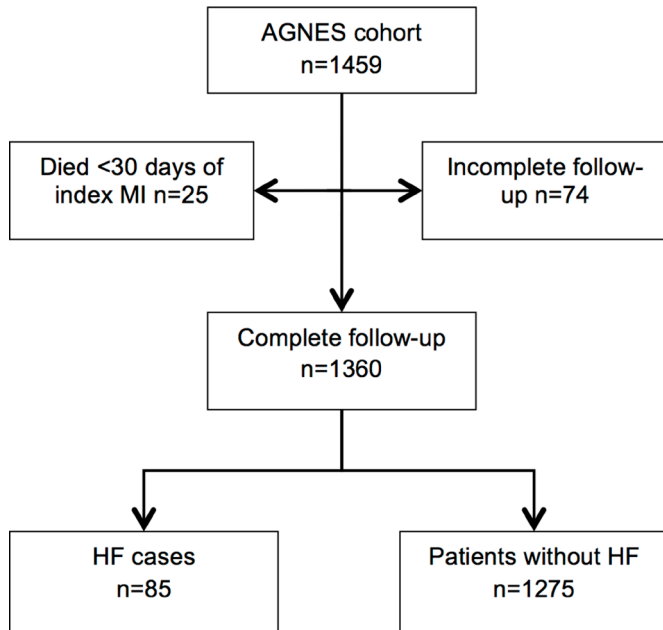 AGNES cohort
n=1459
Died <30 days of
index MI n=25
Incomplete follow-
up n=74
Complete follow-up
n=1360
HF cases
n=85
Patients without HF
n=1275